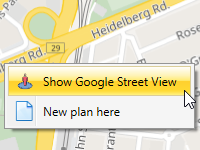 Heidelberg Rd.
Rose
Heidelberg Rd.
29
Show Google Street View
New plan here